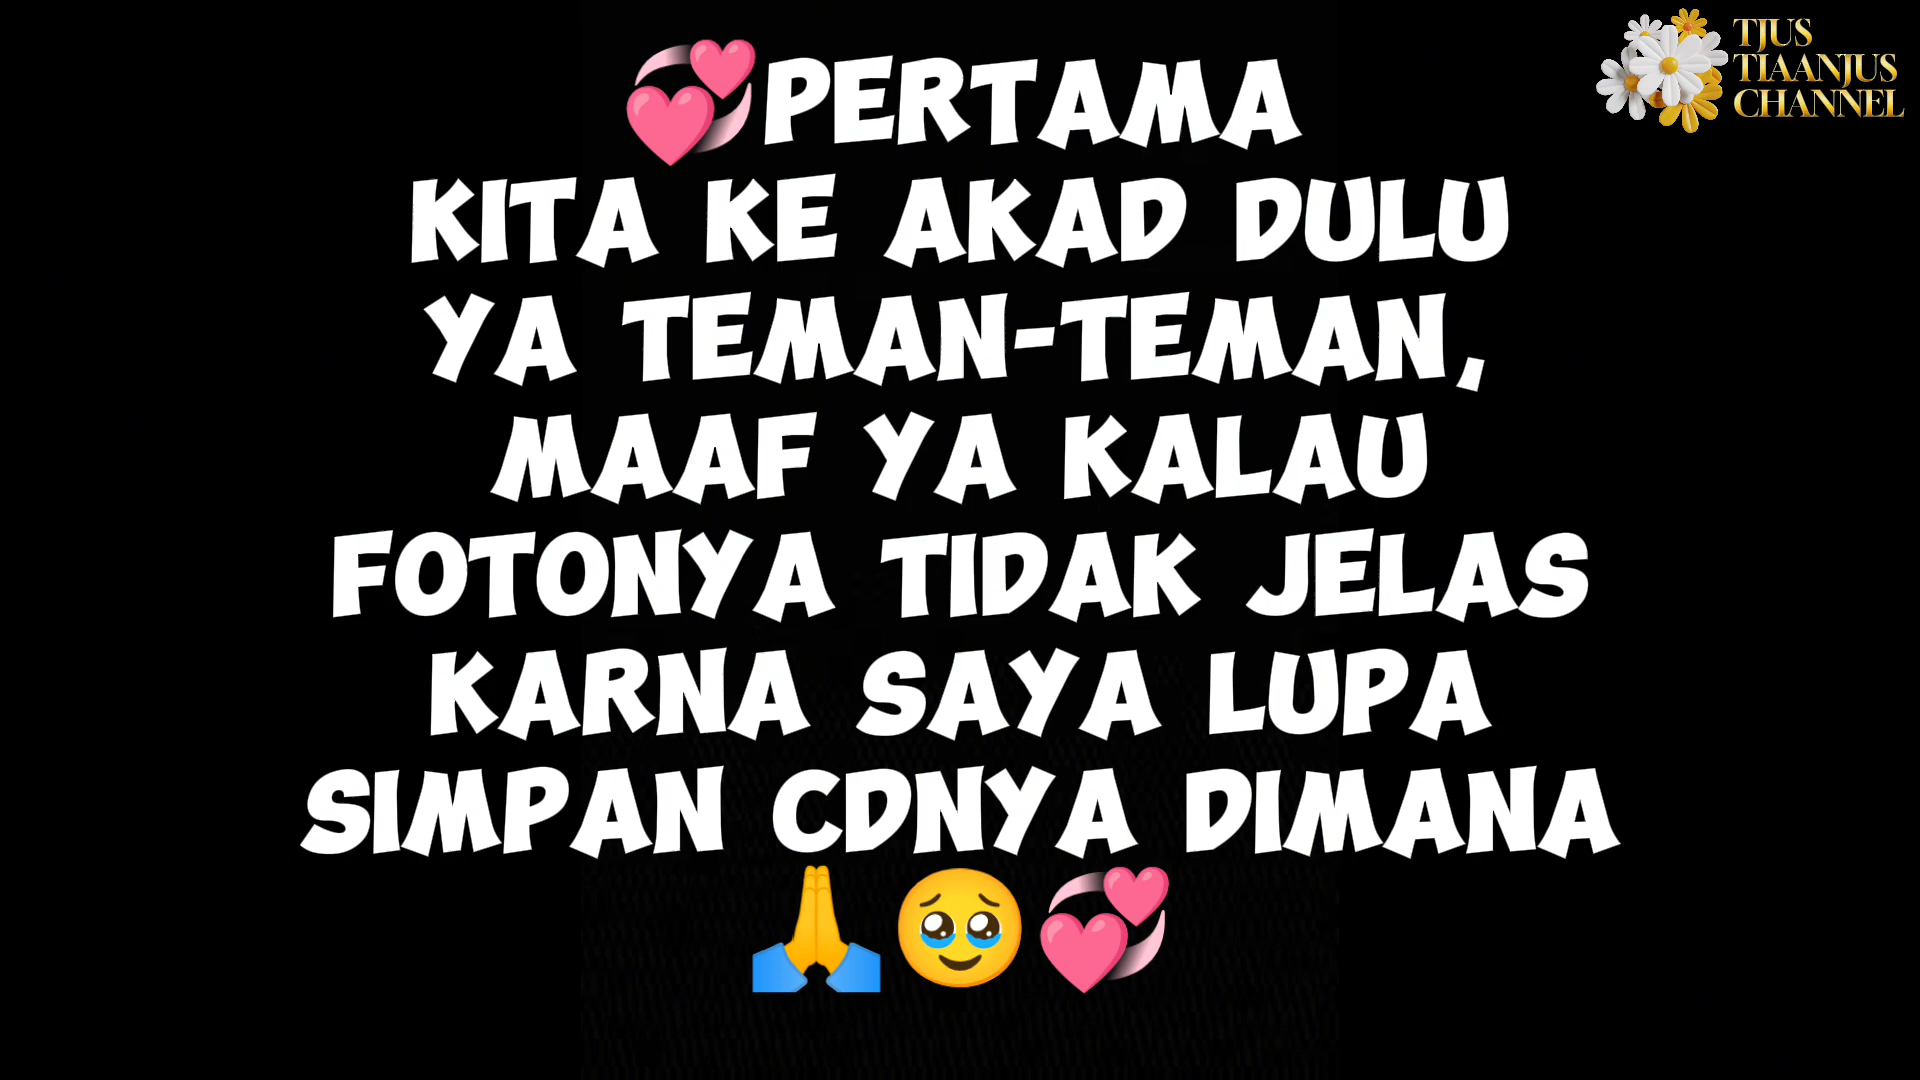 💞PERTAMA
KITA KE AKAD DULU
YA TEMAN-TEMAN,
MAAF YA KALAU
FOTONYA TIDAK JELAS
KARNA SAYA LUPA
SIMPAN CDNYA DIMANA
🙏🥹💞
TJUS
TIAANJUS
CHANNEL